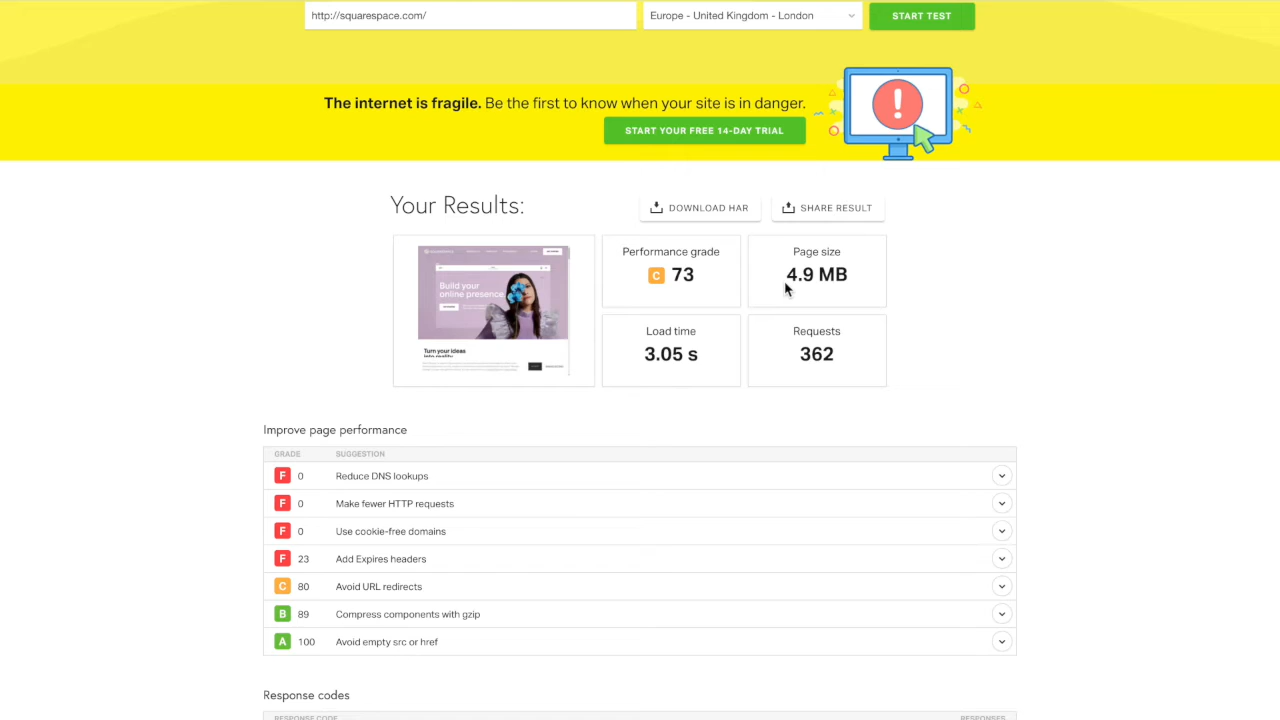 http://squarespace.com/
Europe - United Kingdom - London
START TEST
The internet is fragile. Be the first to know when your site is in danger.
START YOUR FREE 14-DAY TRIAL
Your Results:
DOWNLOAD HAR
SHARE RESULT
Build your
online presence
Turn your ideas
into reality
Performance grade
C 73
Page size
4.9 MB
Load time
3.05 s
Requests
362
Improve page performance
GRADE SUGGESTION
F 0 Reduce DNS lookups
F 0 Make fewer HTTP requests
F 0 Use cookie-free domains
F 23 Add Expires headers
C 80 Avoid URL redirects
B 89 Compress components with gzip
A 100 Avoid empty src or href
Response codes
RESPONSE CODE RESPONSES